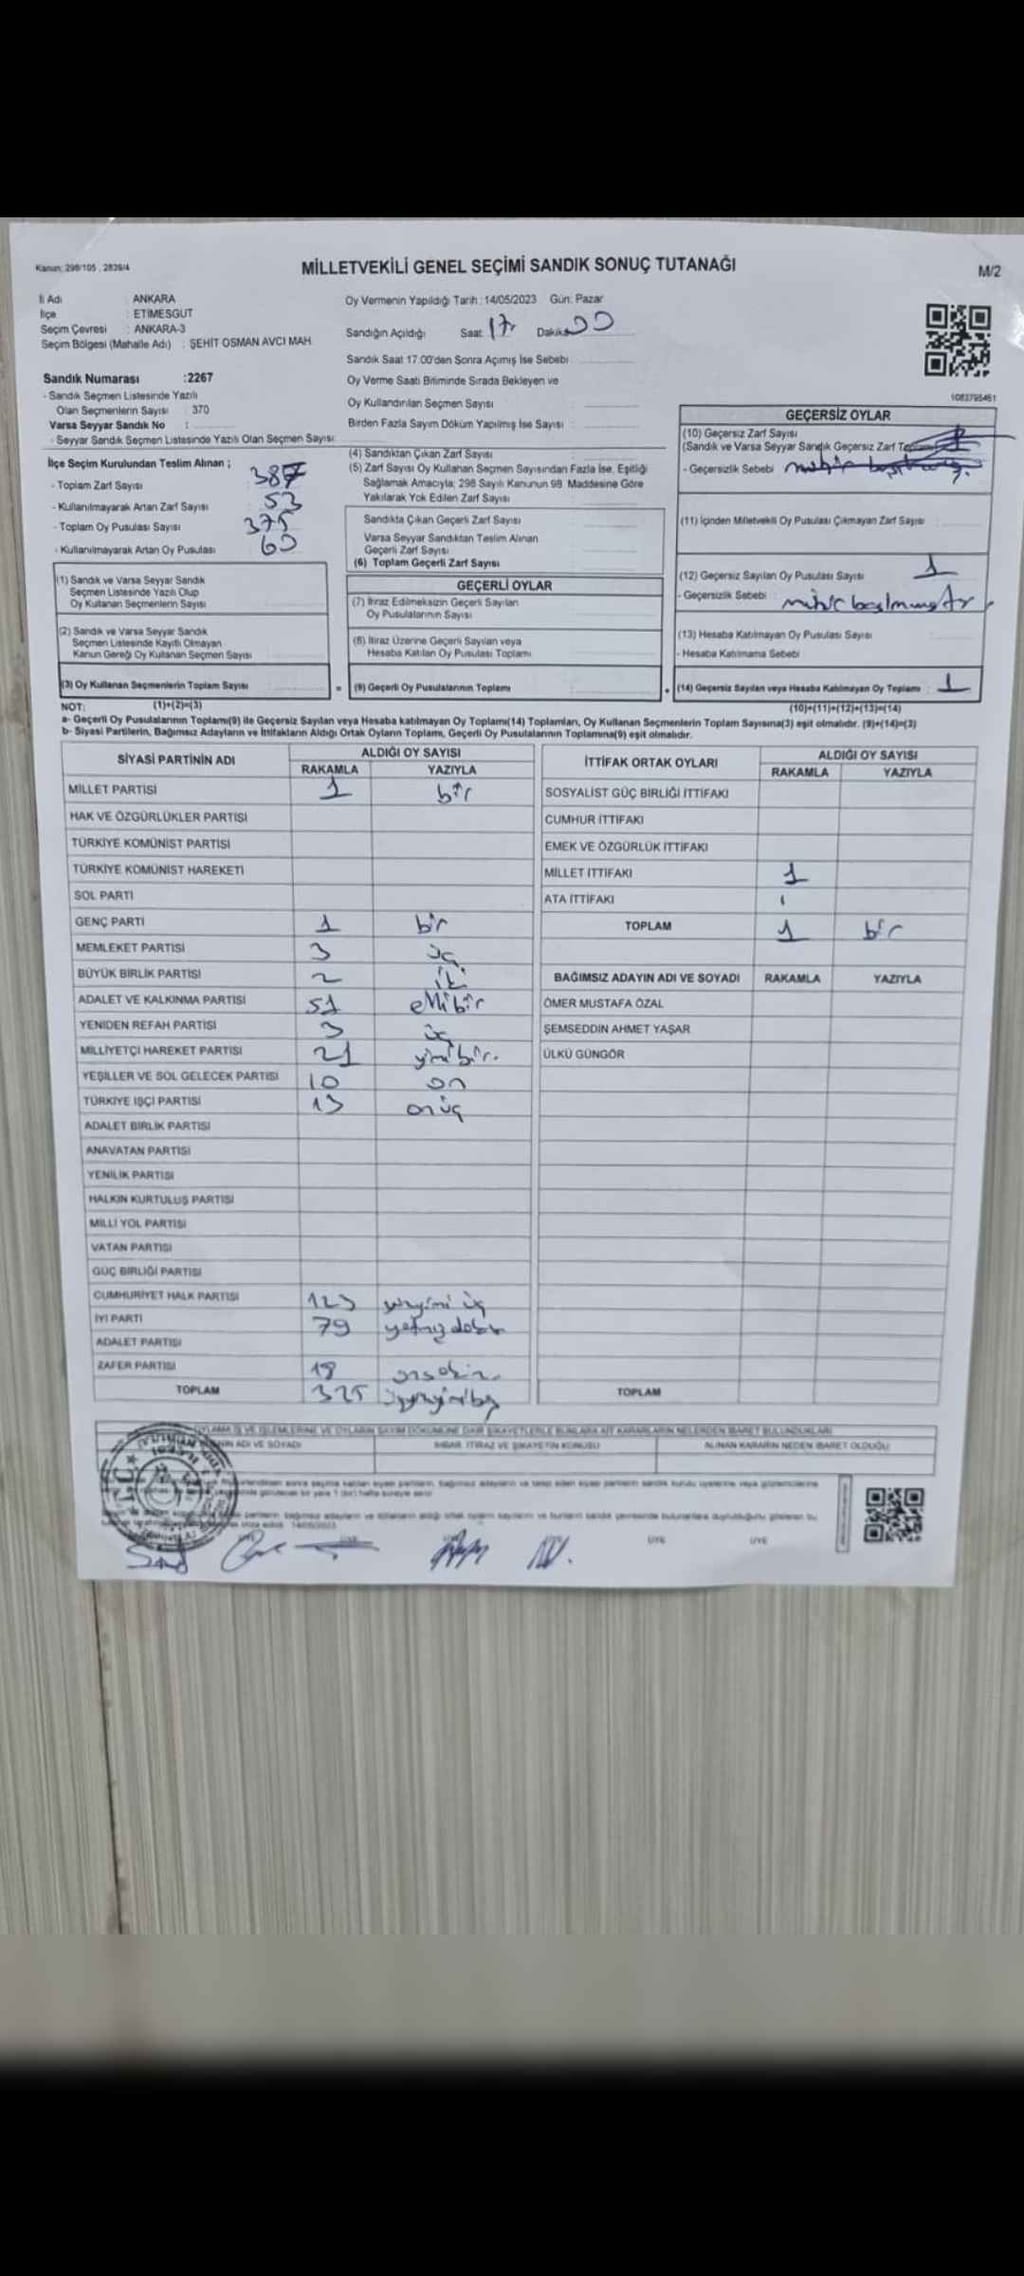 Kanun: 298/105 , 2839/4
MİLLETVEKİLİ GENEL SEÇİMİ SANDIK SONUÇ TUTANAĞI
M/2
İl Adı : ANKARA
İlçe : ETİMESGUT
Seçim Çevresi : ANKARA-3
Seçim Bölgesi (Mahalle Adı) : ŞEHİT OSMAN AVCI MAH.
Sandık Numarası :2267
- Sandık Seçmen Listesinde Yazılı
Olan Seçmenlerin Sayısı : 370
Varsa Seyyar Sandık No :
- Seyyar Sandık Seçmen Listesinde Yazılı Olan Seçmen Sayısı:
İlçe Seçim Kurulundan Teslim Alınan ;
- Toplam Zarf Sayısı 387
- Kullanılmayarak Artan Zarf Sayısı 53
- Toplam Oy Pusulası Sayısı 375
- Kullanılmayarak Artan Oy Pusulası 60
(1) Sandık ve Varsa Seyyar Sandık
Seçmen Listesinde Yazılı Olup
Oy Kullanan Seçmenlerin Sayısı
(2) Sandık ve Varsa Seyyar Sandık
Seçmen Listesinde Kayıtlı Olmayan
Kanun Gereği Oy Kullanan Seçmen Sayısı
(3) Oy Kullanan Seçmenlerin Toplam Sayısı
Oy Vermenin Yapıldığı Tarih : 14/05/2023 Gün: Pazar
Sandığın Açıldığı Saat 17 Dakika 00
Sandık Saat 17.00'den Sonra Açımış İse Sebebi
Oy Verme Saati Bitiminde Sırada Bekleyen ve
Oy Kullandırılan Seçmen Sayısı
Birden Fazla Sayım Döküm Yapılmış İse Sayısı :
(4) Sandıktan Çıkan Zarf Sayısı
(5) Zarf Sayısı Oy Kullanan Seçmen Sayısından Fazla İse, Eşitliği
Sağlamak Amacıyla; 298 Sayılı Kanunun 98. Maddesine Göre
Yakılarak Yok Edilen Zarf Sayısı
Sandıkta Çıkan Geçerli Zarf Sayısı
Varsa Seyyar Sandıktan Teslim Alınan
Geçerli Zarf Sayısı
(6) Toplam Geçerli Zarf Sayısı
GEÇERLİ OYLAR
(7) İtiraz Edilmeksizin Geçerli Sayılan
Oy Pusulalarının Sayısı
(8) İtiraz Üzerine Geçerli Sayılan veya
Hesaba Katılan Oy Pusulası Toplamı
= (9) Geçerli Oy Pusulalarının Toplamı
1083795461
GEÇERSİZ OYLAR
(10) Geçersiz Zarf Sayısı
(Sandık ve Varsa Seyyar Sandık Geçersiz Zarf
- Geçersizlik Sebebi
(11) İçinden Milletvekili Oy Pusulası Çıkmayan Zarf Sayısı
(12) Geçersiz Sayılan Oy Pusulası Sayısı 1
- Geçersizlik Sebebi : mühür basılmamıştır
(13) Hesaba Katılmayan Oy Pusulası Sayısı
- Hesaba Katılmama Sebebi
+ (14) Geçersiz Sayılan veya Hesaba Katılmayan Oy Toplamı 1
NOT: (1)+(2)=(3)
(10)+(11)+(12)+(13)=(14)
a- Geçerli Oy Pusulalarının Toplamı(9) ile Geçersiz Sayılan veya Hesaba katılmayan Oy Toplamı(14) Toplamları, Oy Kullanan Seçmenlerin Toplam Sayısına(3) eşit olmalıdır. (9)+(14)=(3)
b- Siyasi Partilerin, Bağımsız Adayların ve İttifakların Aldığı Ortak Oyların Toplamı, Geçerli Oy Pusulalarının Toplamına(9) eşit olmalıdır.
SİYASİ PARTİNİN ADI ALDIĞI OY SAYISI
RAKAMLA YAZIYLA
MİLLET PARTİSİ 1 bir
HAK VE ÖZGÜRLÜKLER PARTİSİ
TÜRKİYE KOMÜNİST PARTİSİ
TÜRKİYE KOMÜNİST HAREKETİ
SOL PARTİ
GENÇ PARTİ 1 bir
MEMLEKET PARTİSİ 3 üç
BÜYÜK BİRLİK PARTİSİ 2 iki
ADALET VE KALKINMA PARTİSİ 51 ellibir
YENİDEN REFAH PARTİSİ 3 üç
MİLLİYETÇİ HAREKET PARTİSİ 21 yirmibir.
YEŞİLLER VE SOL GELECEK PARTİSİ 10 on
TÜRKİYE İŞÇİ PARTİSİ 13 onüç
ADALET BİRLİK PARTİSİ
ANAVATAN PARTİSİ
YENİLİK PARTİSİ
HALKIN KURTULUŞ PARTİSİ
MİLLİ YOL PARTİSİ
VATAN PARTİSİ
GÜÇ BİRLİĞİ PARTİSİ
CUMHURİYET HALK PARTİSİ 123 yüzyirmi üç
İYİ PARTİ 79 yetmişdokuz
ADALET PARTİSİ
ZAFER PARTİSİ 18 onsekiz
TOPLAM 325 üçyüzyirmibeş
İTTİFAK ORTAK OYLARI ALDIĞI OY SAYISI
RAKAMLA YAZIYLA
SOSYALİST GÜÇ BİRLİĞİ İTTİFAKI
CUMHUR İTTİFAKI
EMEK VE ÖZGÜRLÜK İTTİFAKI
MİLLET İTTİFAKI 1
ATA İTTİFAKI
TOPLAM 1 bir
BAĞIMSIZ ADAYIN ADI VE SOYADI RAKAMLA YAZIYLA
ÖMER MUSTAFA ÖZAL
ŞEMSEDDİN AHMET YAŞAR
ÜLKÜ GÜNGÖR
TOPLAM
ADI VE SOYADI İHBAR, İTİRAZ VE ŞİKAYETİN KONUSU ALINAN KARARIN NEDEN İBARET OLDUĞU
ÜYE ÜYE